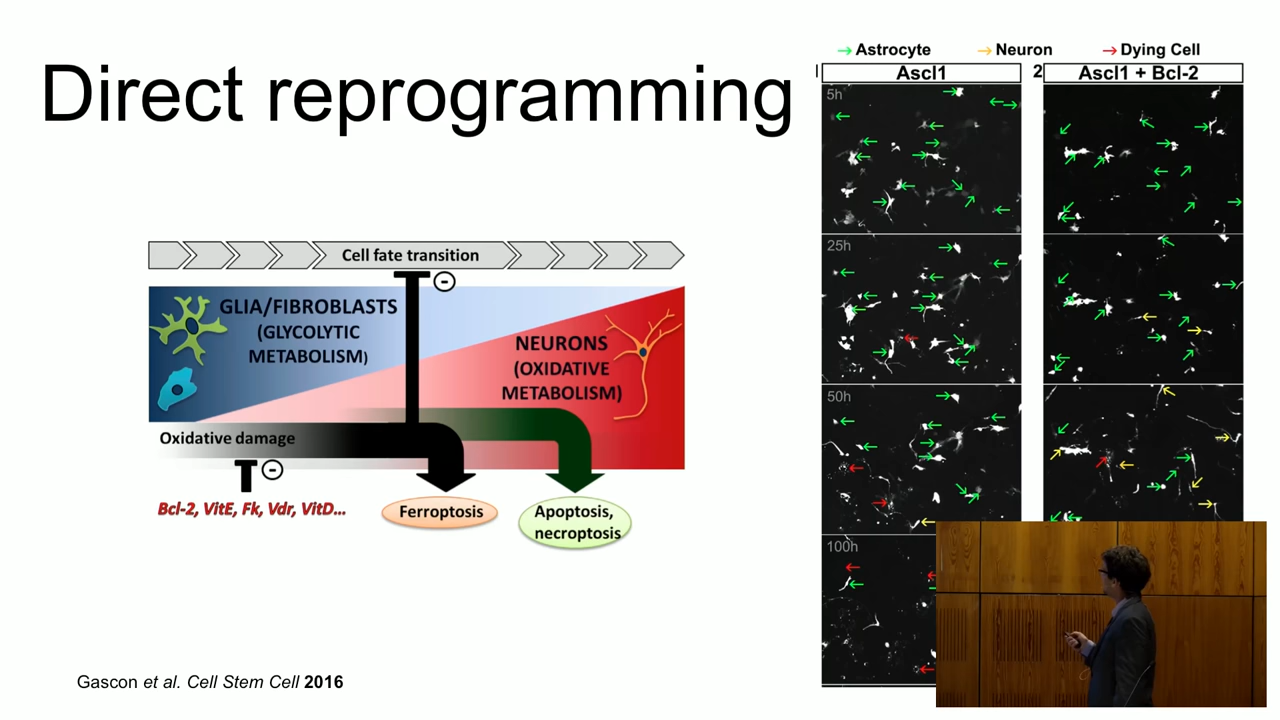 Direct reprogramming
→ Astrocyte → Neuron → Dying Cell
Ascl1
2 Ascl1 + Bcl-2
5h
25h
50h
100h
Cell fate transition
GLIA/FIBROBLASTS
(GLYCOLYTIC
METABOLISM)
NEURONS
(OXIDATIVE
METABOLISM)
Oxidative damage
Bcl-2, VitE, Fk, Vdr, VitD...
Ferroptosis
Apoptosis,
necroptosis
Gascon et al. Cell Stem Cell 2016